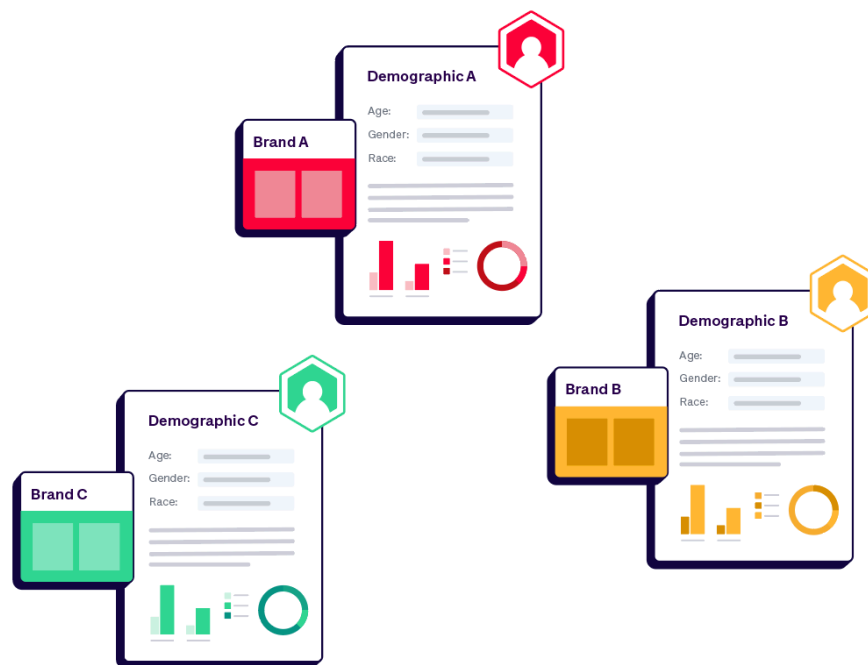 Demographic A
Age:
Gender:
Race:
Brand A
Demographic B
Age:
Gender:
Race:
Brand B
Demographic C
Age:
Gender:
Race:
Brand C